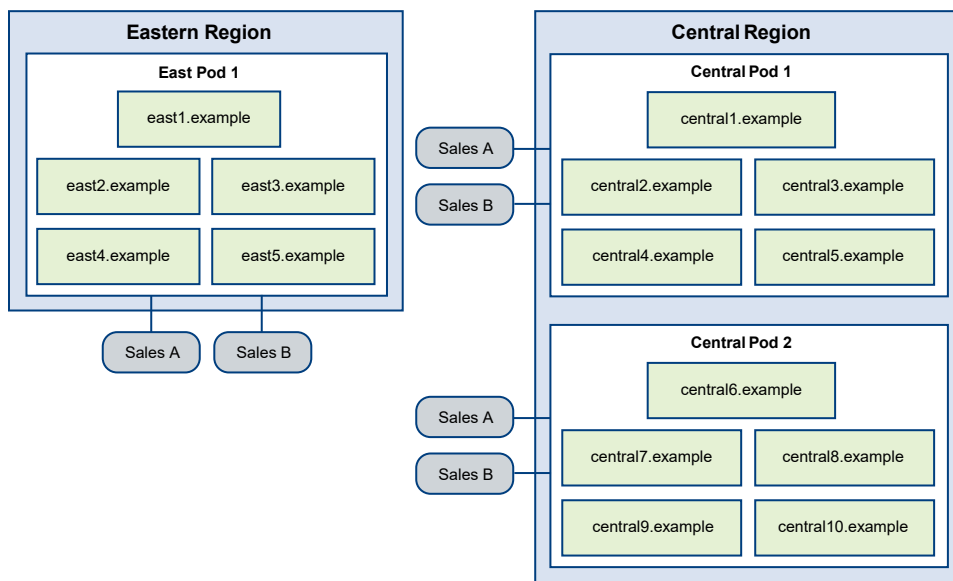 Eastern Region
East Pod 1
east1.example
east2.example
east3.example
east4.example
east5.example
Sales A
Sales B
Central Region
Central Pod 1
central1.example
central2.example
central3.example
central4.example
central5.example
Sales A
Sales B
Central Pod 2
central6.example
central7.example
central8.example
central9.example
central10.example
Sales A
Sales B